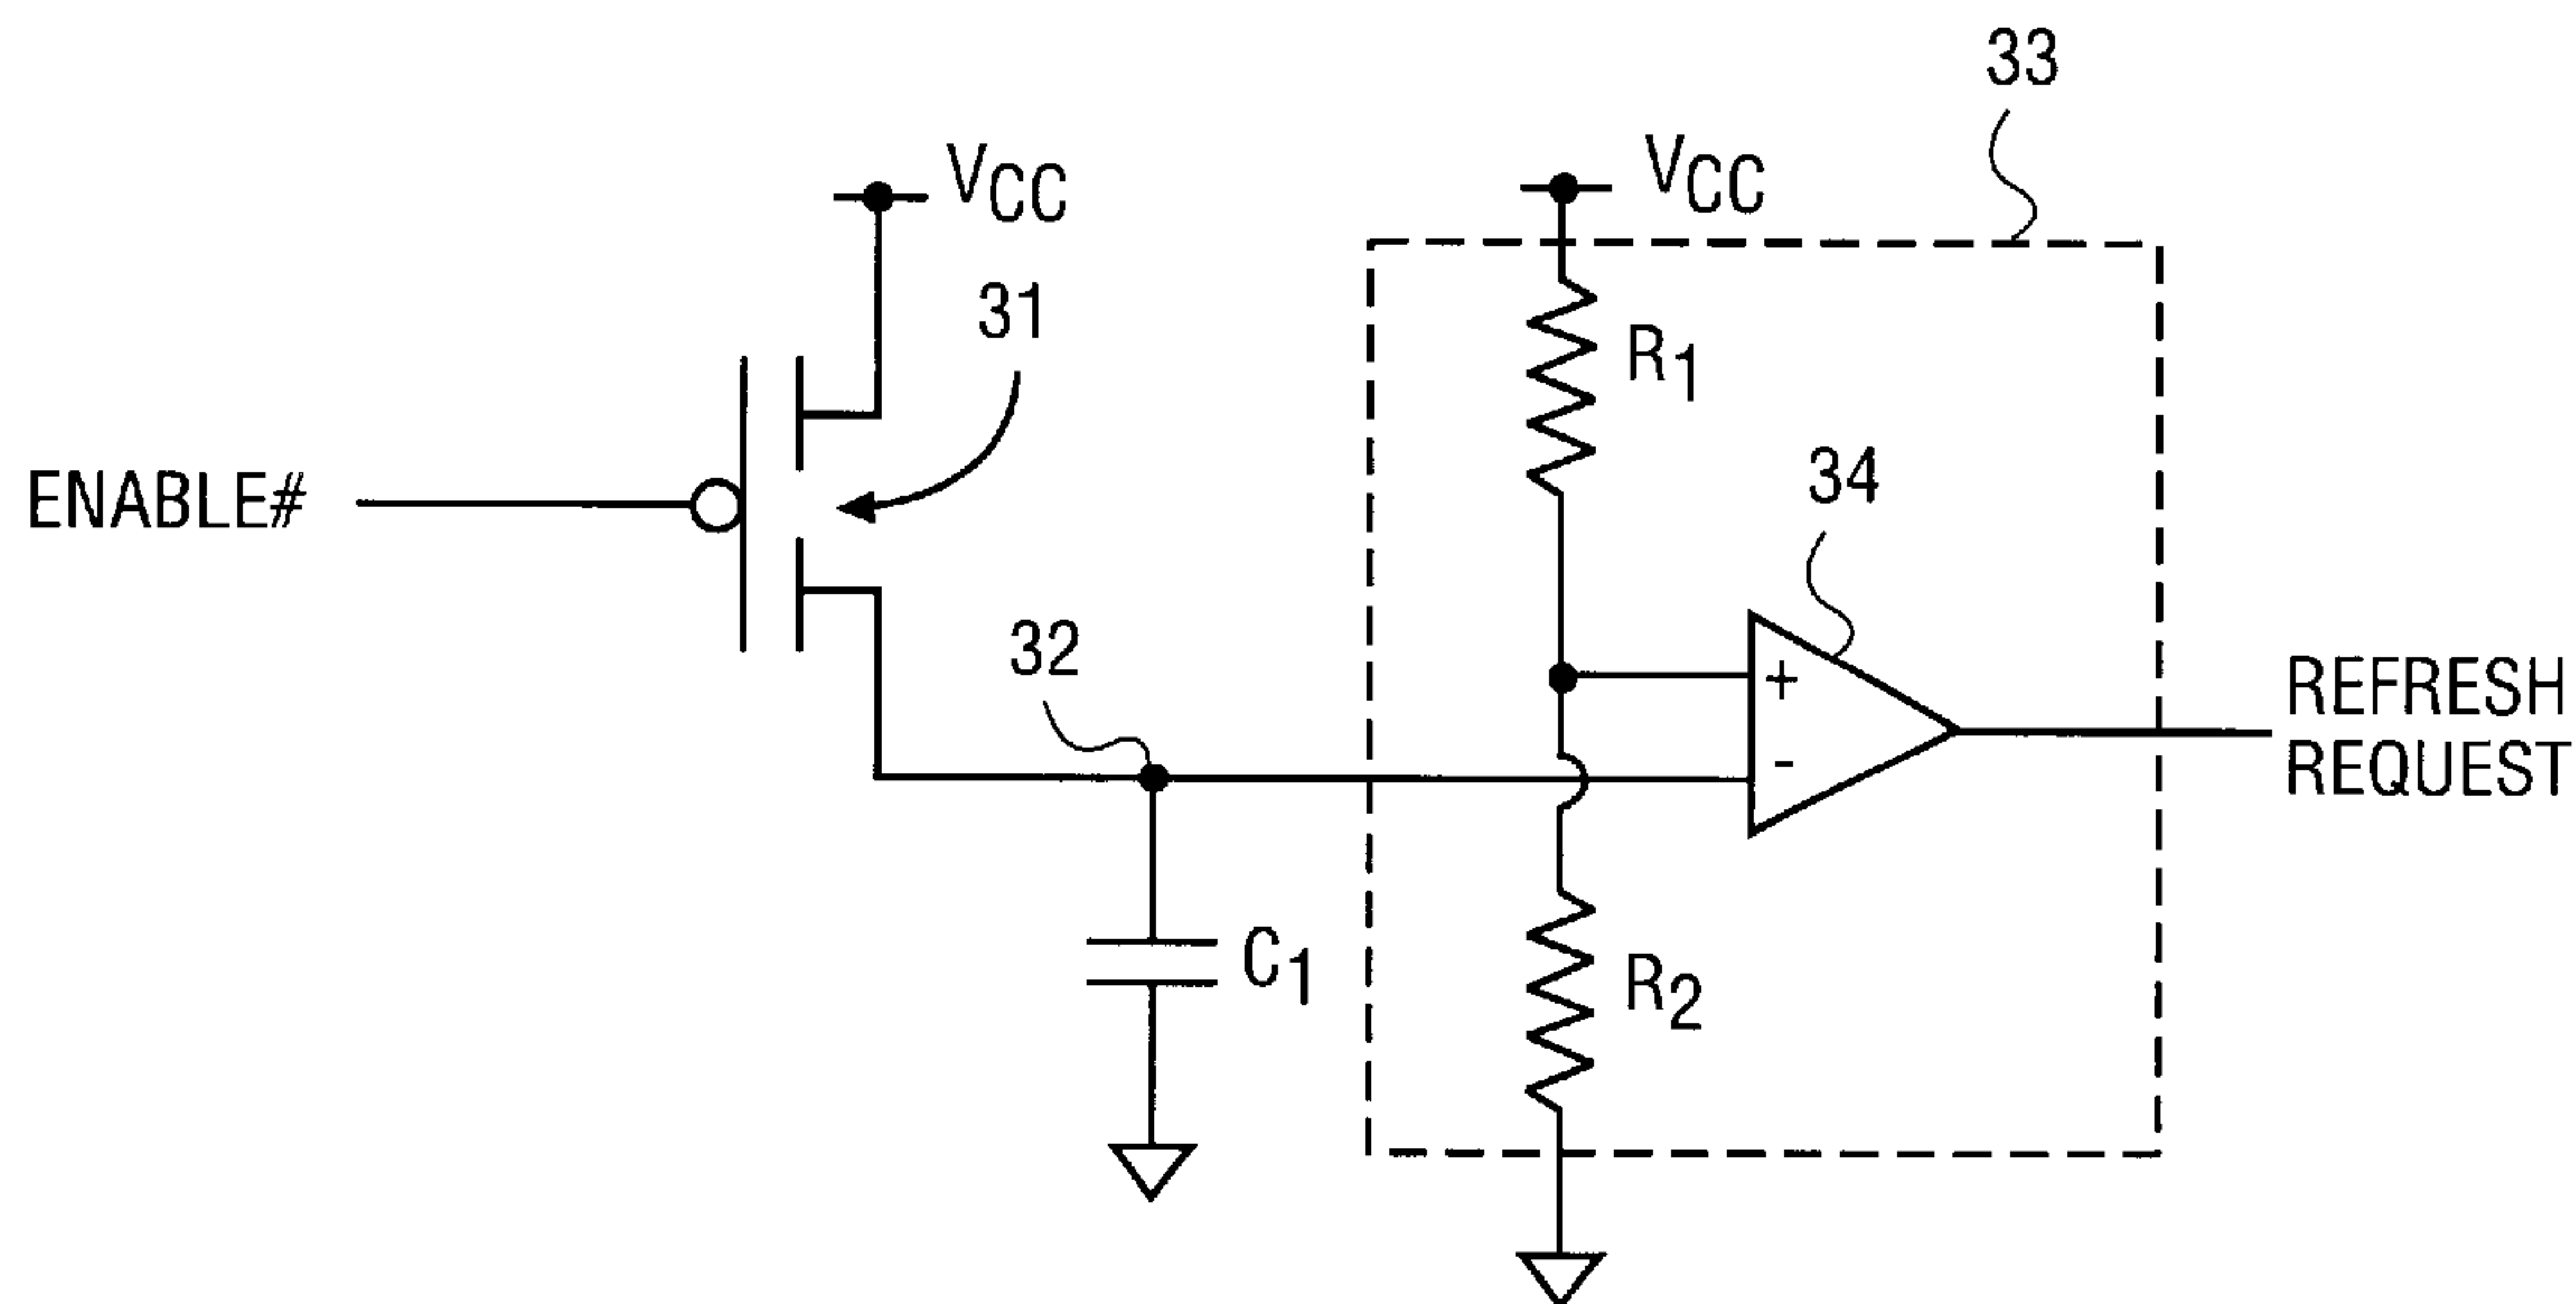 33
VCC
VCC
31
R1
34
ENABLE#
32
+
-
REFRESH
REQUEST
C1
R2